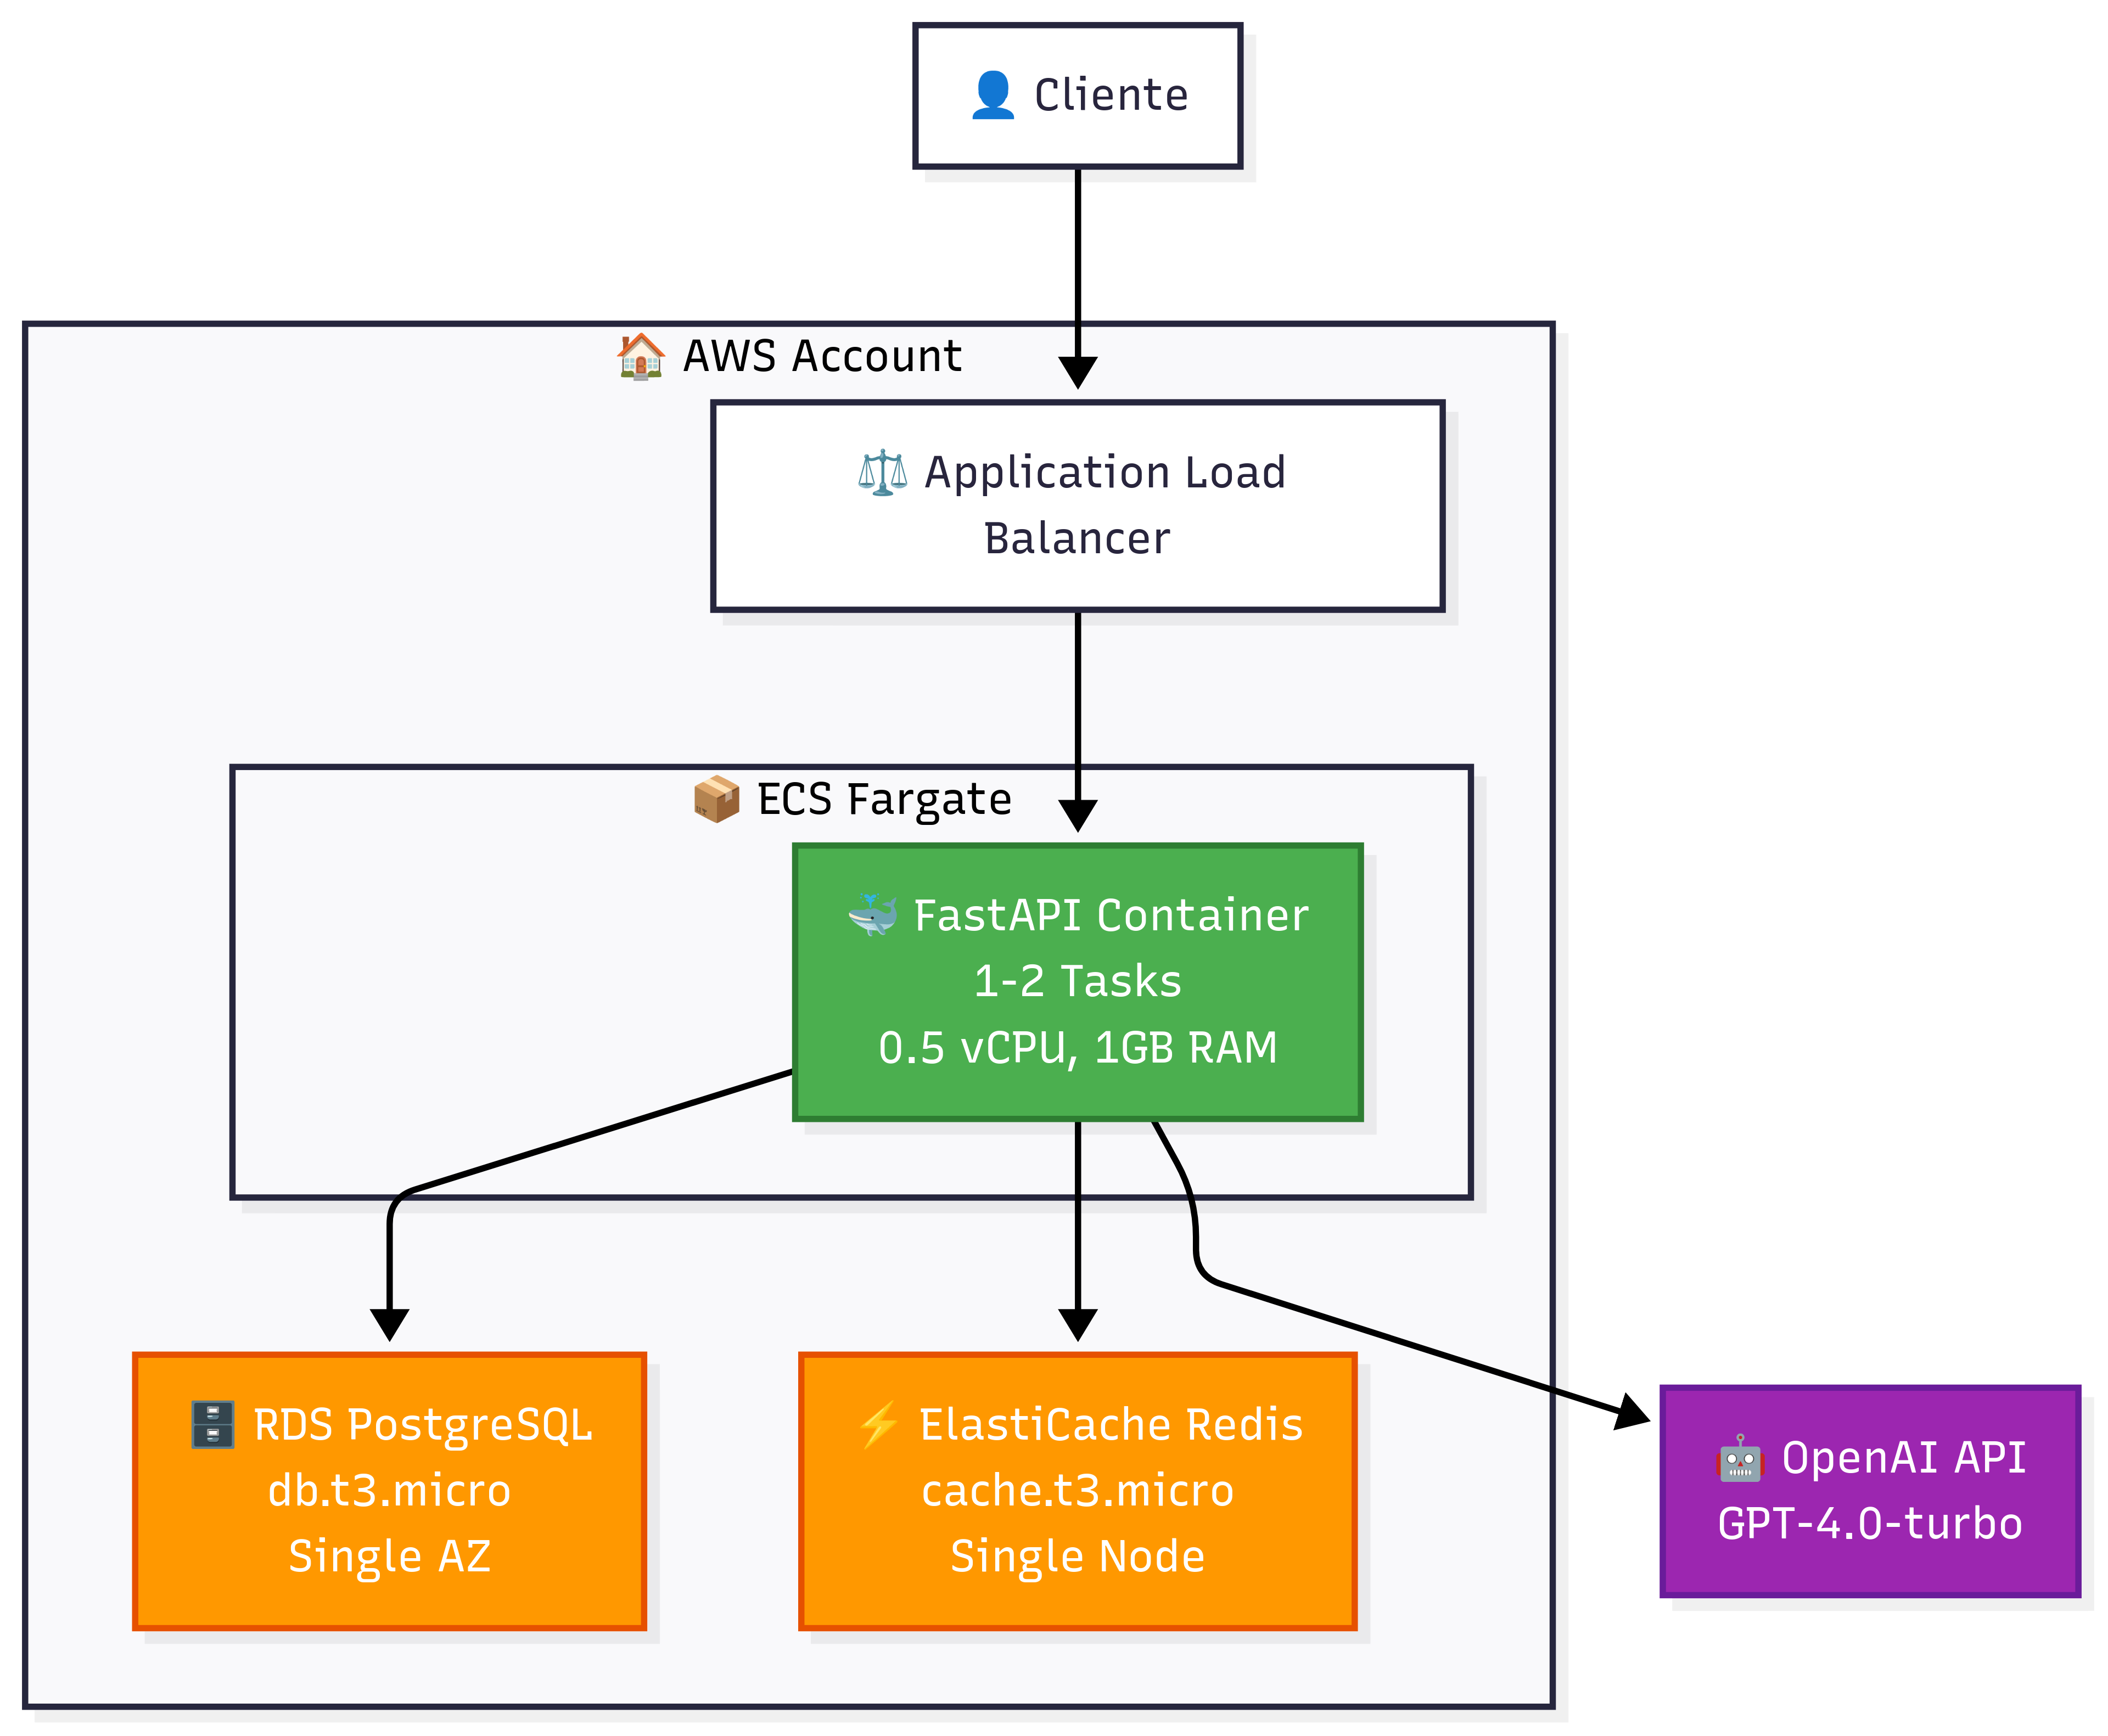 👤 Cliente
🏠 AWS Account
⚖️ Application Load
Balancer
📦 ECS Fargate
🐳 FastAPI Container
1-2 Tasks
0.5 vCPU, 1GB RAM
🗄️ RDS PostgreSQL
db.t3.micro
Single AZ
⚡ ElastiCache Redis
cache.t3.micro
Single Node
🤖 OpenAI API
GPT-4.0-turbo